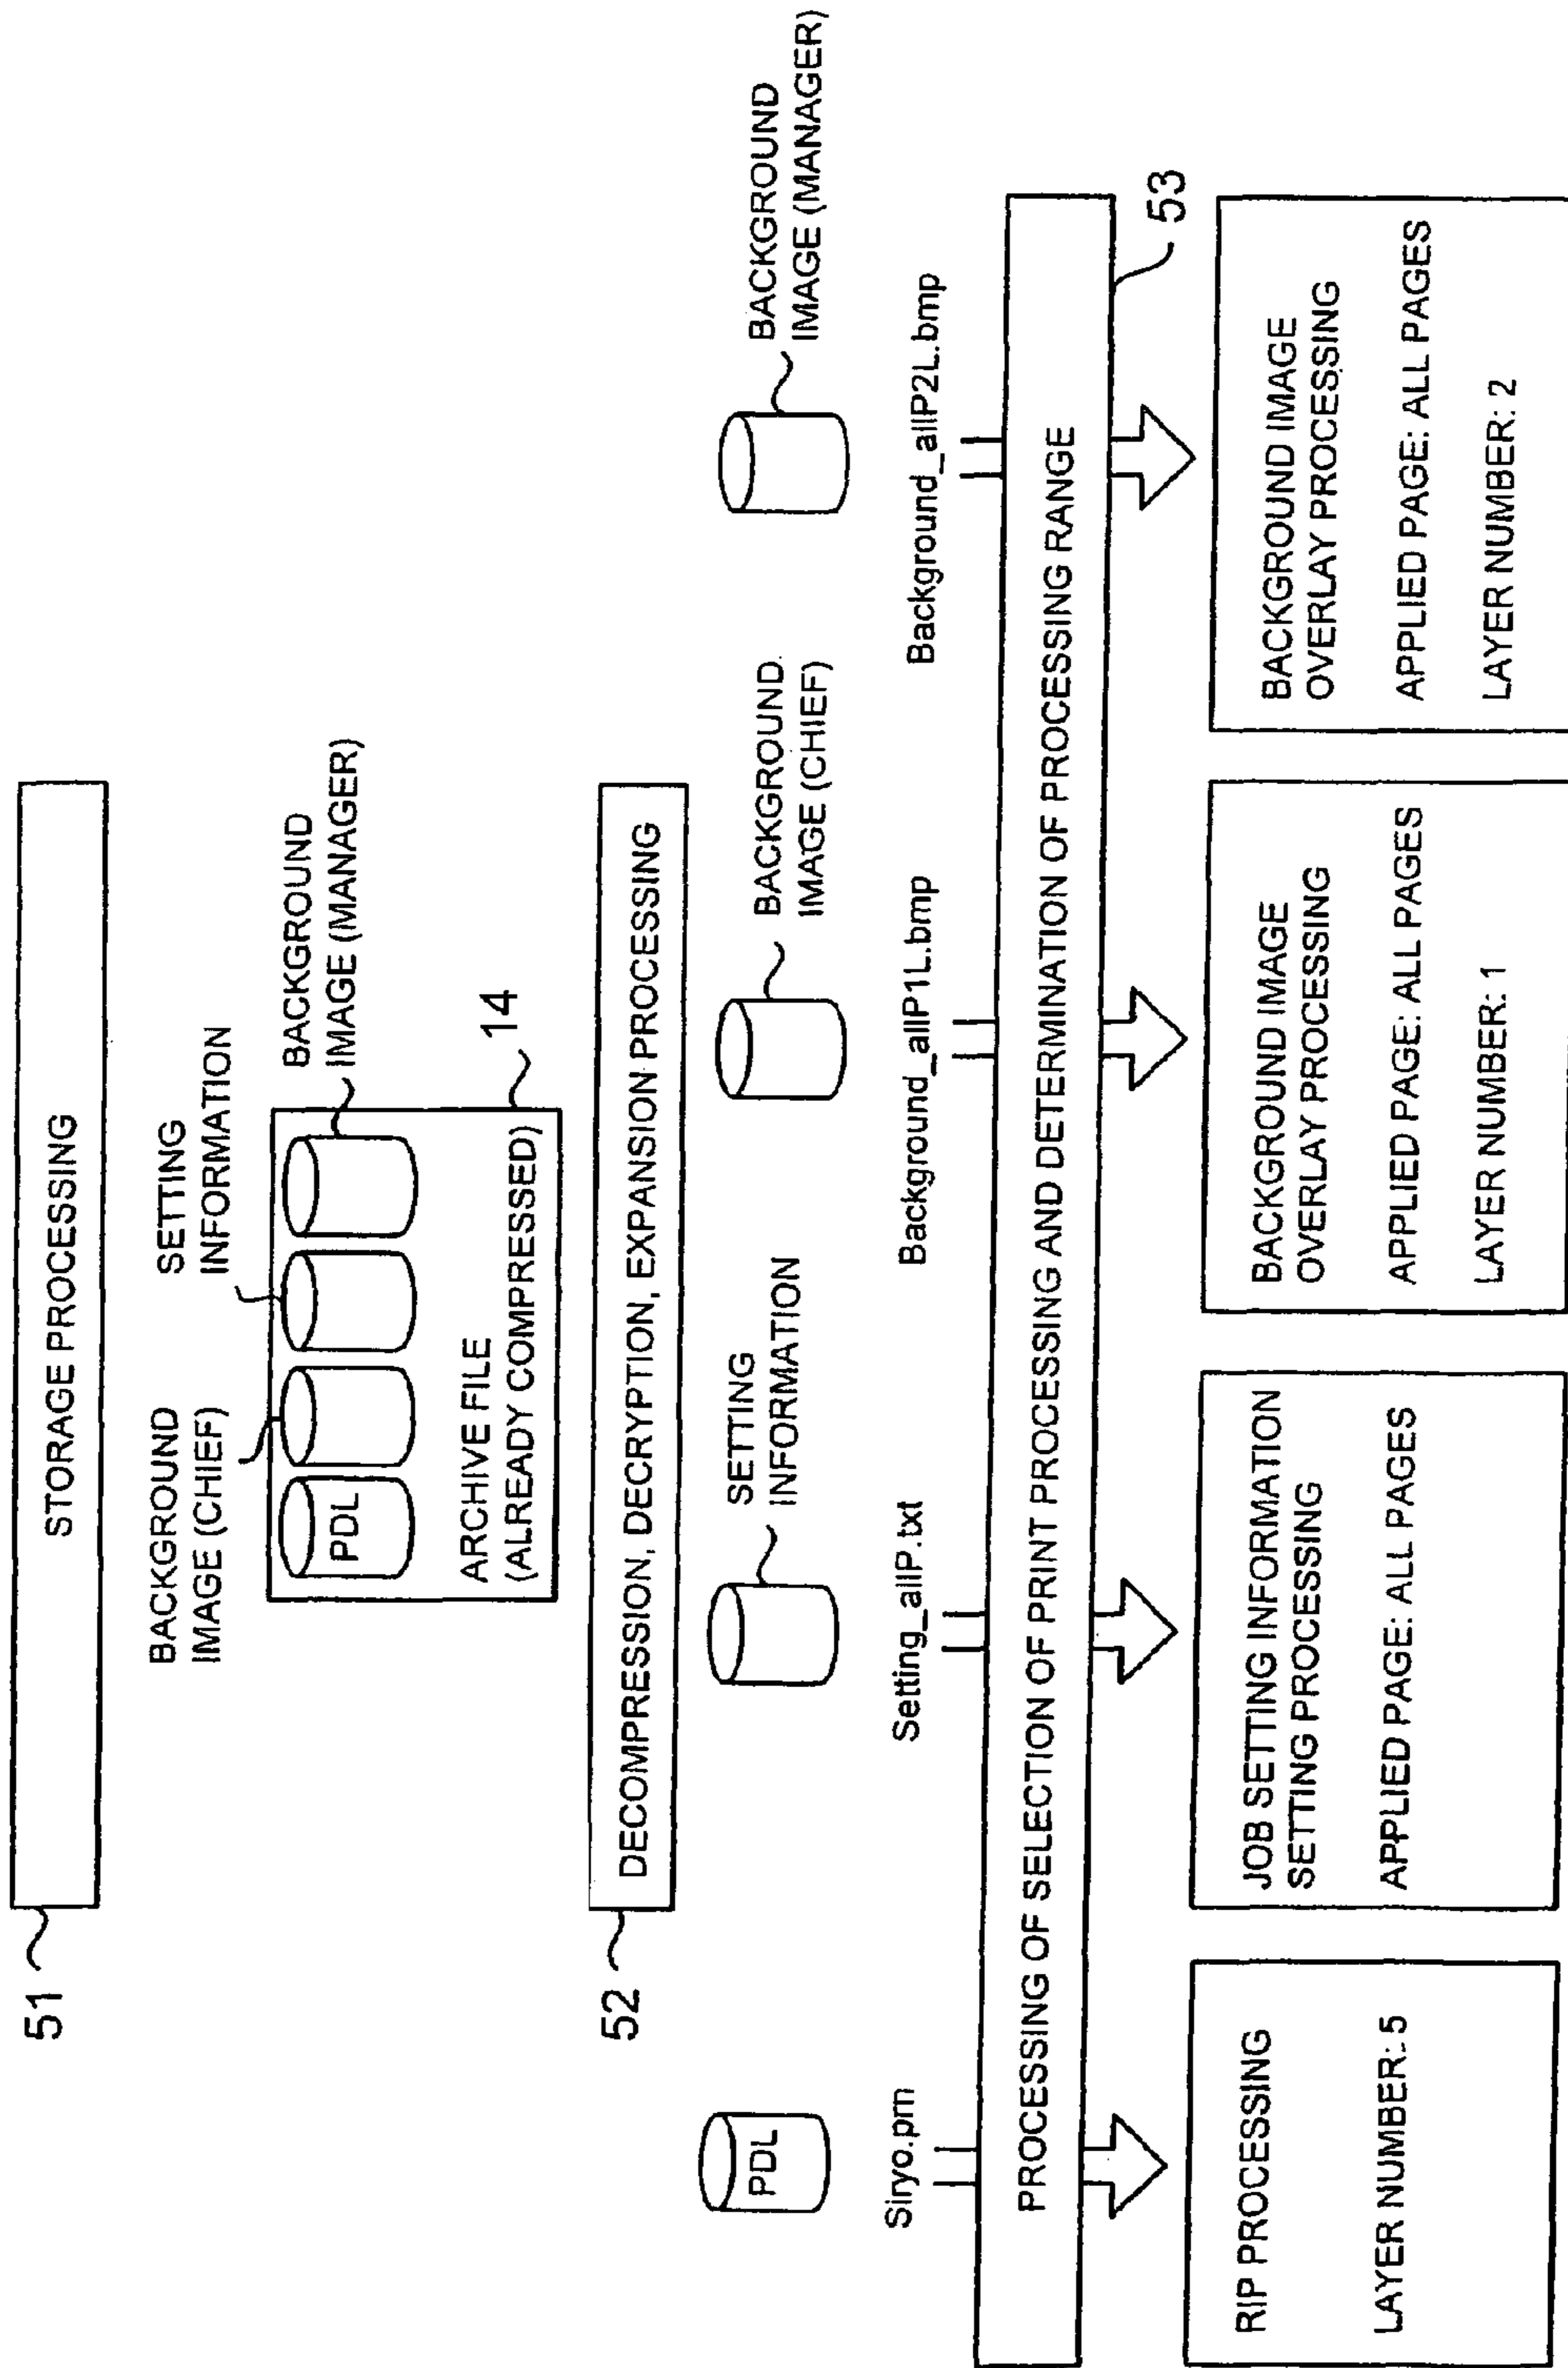 51
STORAGE PROCESSING
BACKGROUND
IMAGE (CHIEF)
SETTING
INFORMATION
BACKGROUND
IMAGE (MANAGER)
PDL
ARCHIVE FILE
(ALREADY COMPRESSED)
14
52
DECOMPRESSION, DECRYPTION, EXPANSION PROCESSING
PDL
SETTING
INFORMATION
BACKGROUND
IMAGE (CHIEF)
BACKGROUND
IMAGE (MANAGER)
Siryo.prn
Setting_allP.txt
Background_allP1L.bmp
Background_allP2L.bmp
PROCESSING OF SELECTION OF PRINT PROCESSING AND DETERMINATION OF PROCESSING RANGE
53
RIP PROCESSING
LAYER NUMBER: 5
JOB SETTING INFORMATION
SETTING PROCESSING
APPLIED PAGE: ALL PAGES
BACKGROUND IMAGE
OVERLAY PROCESSING
APPLIED PAGE: ALL PAGES
LAYER NUMBER: 1
BACKGROUND IMAGE
OVERLAY PROCESSING
APPLIED PAGE: ALL PAGES
LAYER NUMBER: 2